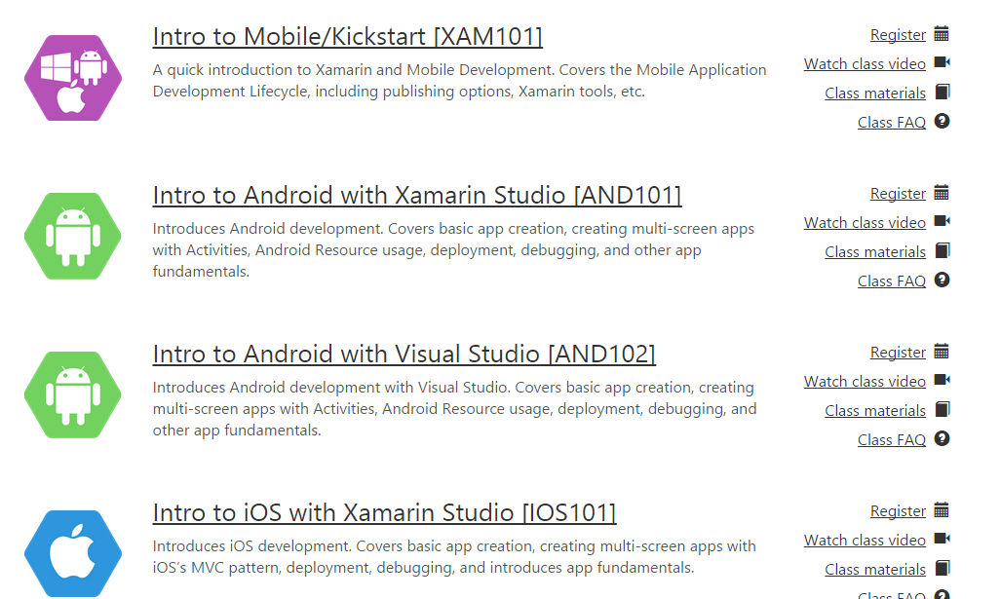 Intro to Mobile/Kickstart [XAM101]
A quick introduction to Xamarin and Mobile Development. Covers the Mobile Application
Development Lifecycle, including publishing options, Xamarin tools, etc.
Register
Watch class video
Class materials
Class FAQ
Intro to Android with Xamarin Studio [AND101]
Introduces Android development. Covers basic app creation, creating multi-screen apps
with Activities, Android Resource usage, deployment, debugging, and other app
fundamentals.
Register
Watch class video
Class materials
Class FAQ
Intro to Android with Visual Studio [AND102]
Introduces Android development with Visual Studio. Covers basic app creation, creating
multi-screen apps with Activities, Android Resource usage, deployment, debugging, and
other app fundamentals.
Register
Watch class video
Class materials
Class FAQ
Intro to iOS with Xamarin Studio [IOS101]
Introduces iOS development. Covers basic app creation, creating multi-screen apps with
iOS’s MVC pattern, deployment, debugging, and introduces app fundamentals.
Register
Watch class video
Class materials
Class FAQ